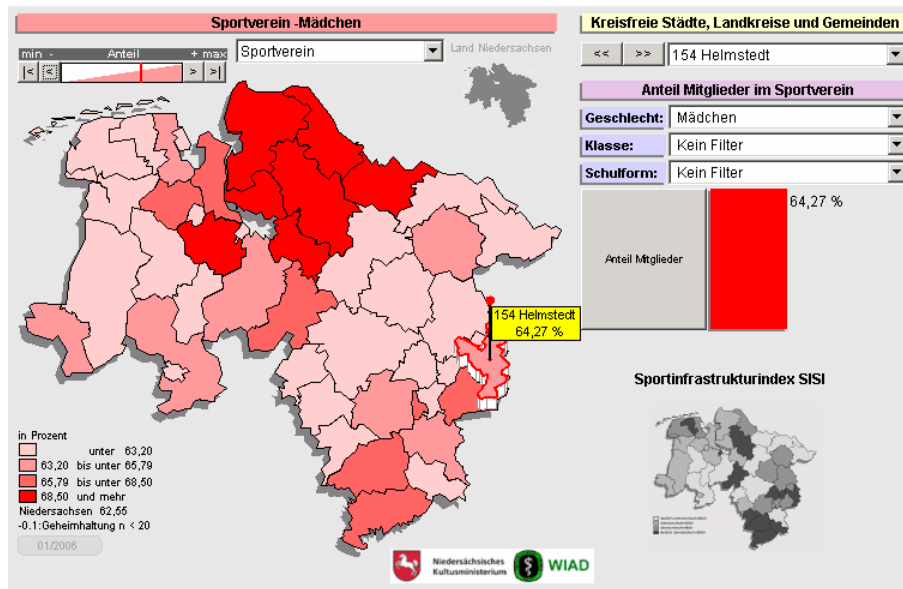 Sportverein -Mädchen
min - Anteil + max
|< < > >|
Sportverein
Land Niedersachsen
154 Helmstedt
64,27 %
in Prozent
unter 63,20
63,20 bis unter 65,79
65,79 bis unter 68,50
68,50 und mehr
Niedersachsen 62,55
-0.1:Geheimhaltung n < 20
01/2006
Kreisfreie Städte, Landkreise und Gemeinden
<< >> 154 Helmstedt
Anteil Mitglieder im Sportverein
Geschlecht: Mädchen
Klasse: Kein Filter
Schulform: Kein Filter
64,27 %
Anteil Mitglieder
Sportinfrastrukturindex SISI
Niedersächsisches
Kultusministerium
WIAD